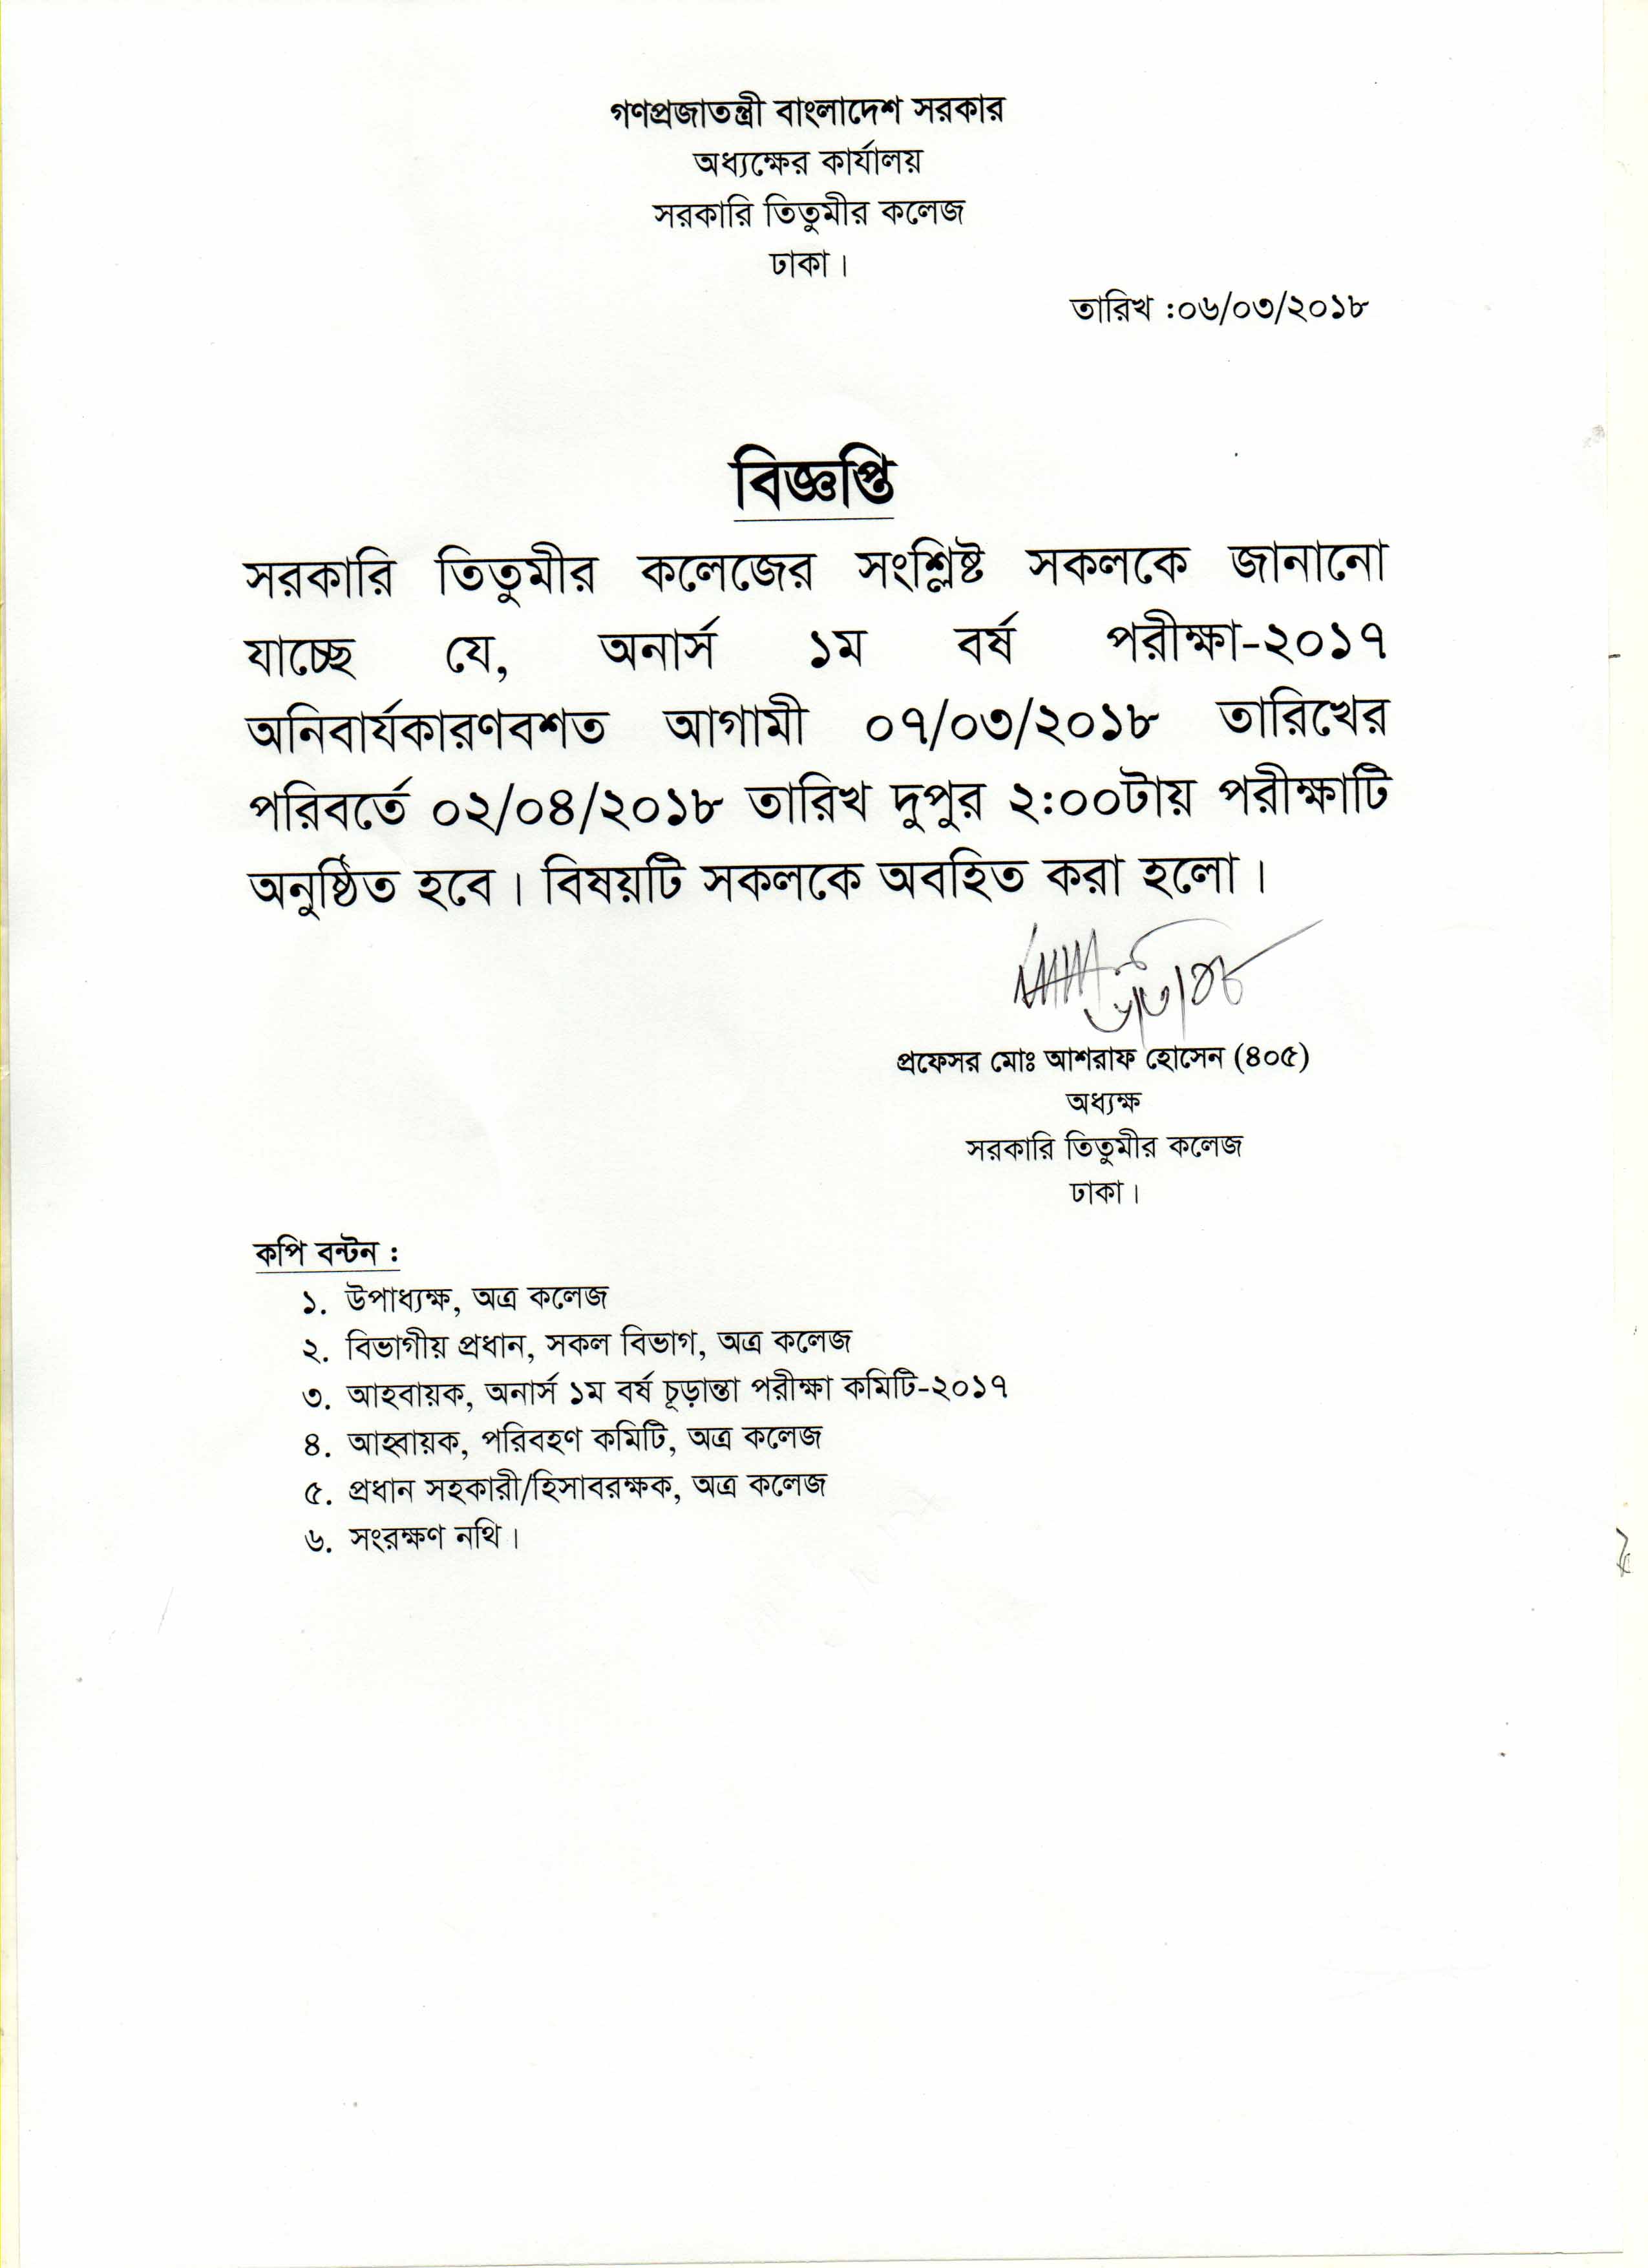 গণপ্রজাতন্ত্রী বাংলাদেশ সরকার
অধ্যক্ষের কার্যালয়
সরকারি তিতুমীর কলেজ
ঢাকা।
তারিখ :০৬/০৩/২০১৮
বিজ্ঞপ্তি
সরকারি তিতুমীর কলেজের সংশ্লিষ্ট সকলকে জানানো
যাচ্ছে যে, অনার্স ১ম বর্ষ পরীক্ষা-২০১৭
অনিবার্যকারণবশত আগামী ০৭/০৩/২০১৮ তারিখের
পরিবর্তে ০২/০৪/২০১৮ তারিখ দুপুর ২:০০টায় পরীক্ষাটি
অনুষ্ঠিত হবে। বিষয়টি সকলকে অবহিত করা হলো।
প্রফেসর মোঃ আশরাফ হোসেন (৪০৫)
অধ্যক্ষ
সরকারি তিতুমীর কলেজ
ঢাকা।
কপি বন্টন :
১. উপাধ্যক্ষ, অত্র কলেজ
২. বিভাগীয় প্রধান, সকল বিভাগ, অত্র কলেজ
৩. আহবায়ক, অনার্স ১ম বর্ষ চূড়ান্তা পরীক্ষা কমিটি-২০১৭
৪. আহ্বায়ক, পরিবহণ কমিটি, অত্র কলেজ
৫. প্রধান সহকারী/হিসাবরক্ষক, অত্র কলেজ
৬. সংরক্ষণ নথি।